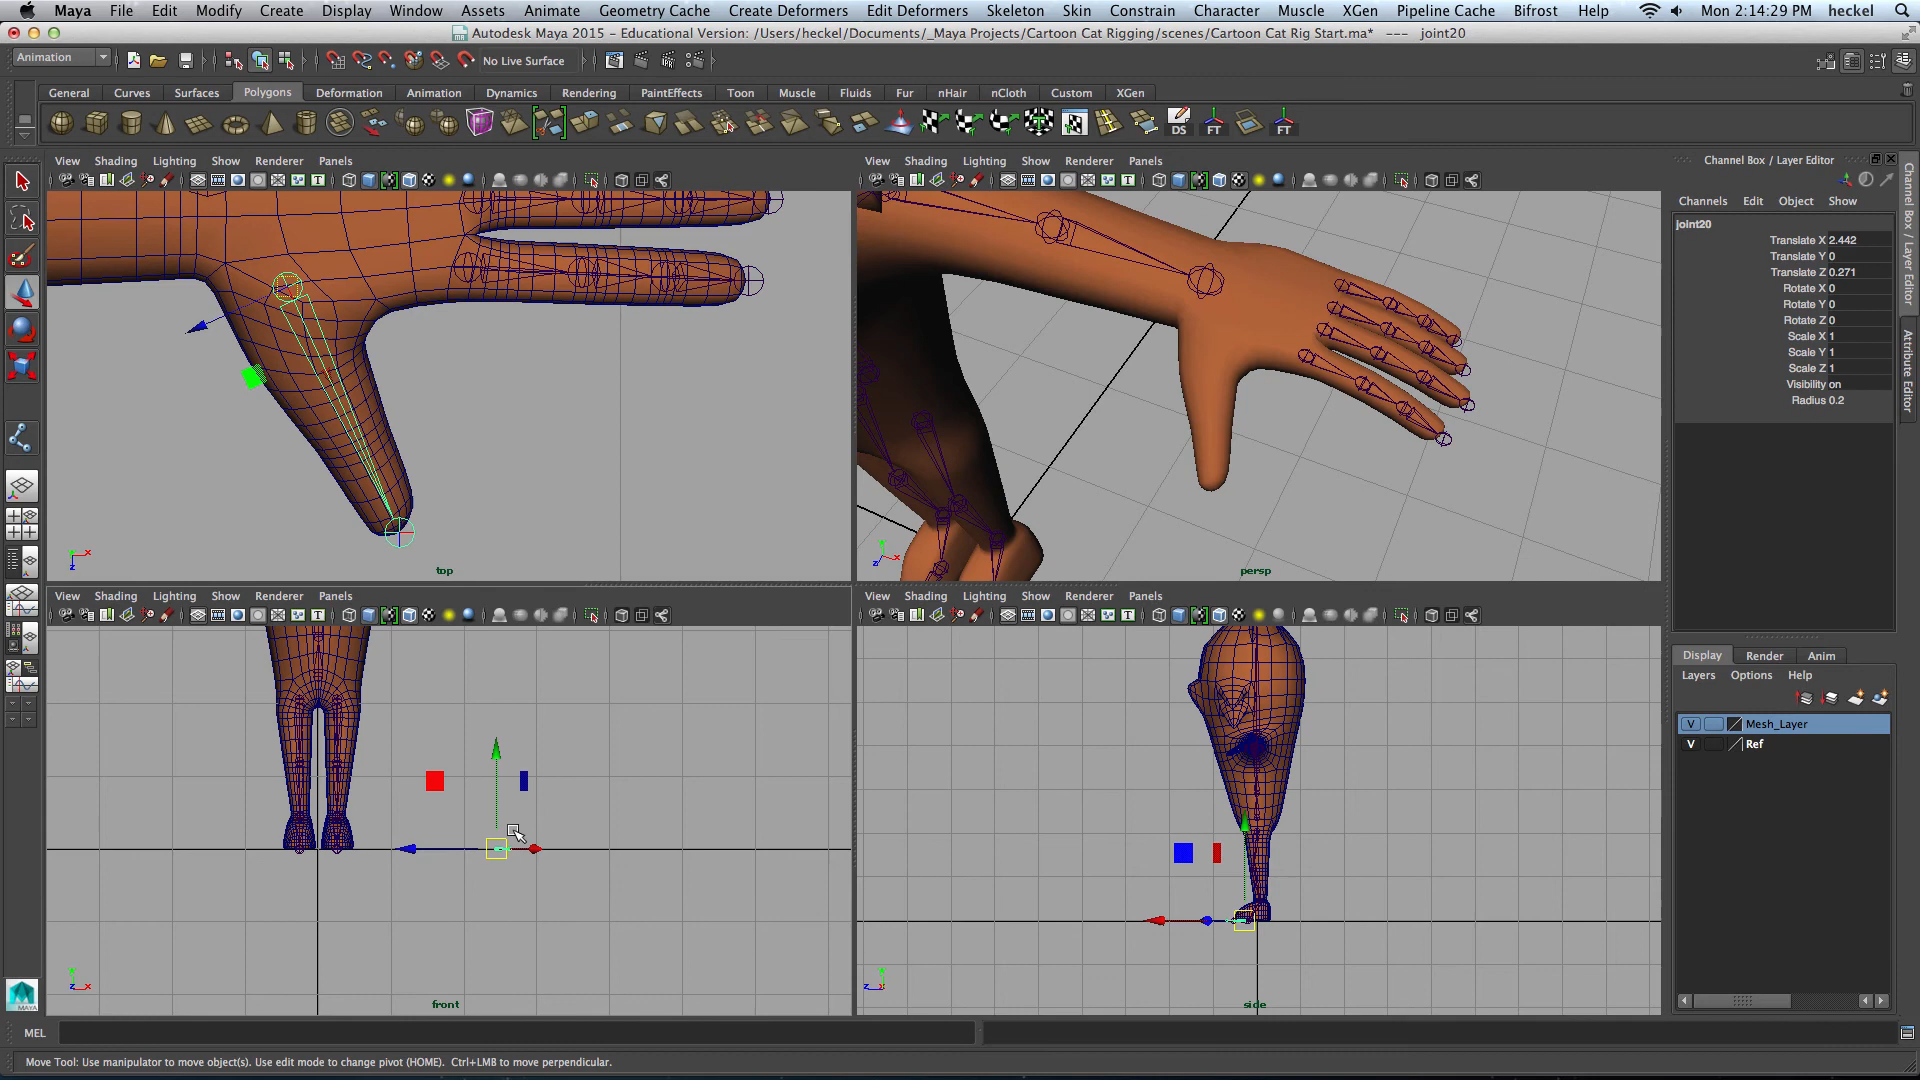 Maya File Edit Modify Create Display Window Assets Animate Geometry Cache Create Deformers Edit Deformers Skeleton Skin Constrain Character Muscle XGen Pipeline Cache Bifrost Help Mon 2:14:29 PM heckel
Autodesk Maya 2015 - Educational Version: /Users/heckel/Documents/_Maya Projects/Cartoon Cat Rigging/scenes/Cartoon Cat Rig Start.ma* --- joint20
Animation No Live Surface
General Curves Surfaces Polygons Deformation Animation Dynamics Rendering PaintEffects Toon Muscle Fluids Fur nHair nCloth Custom XGen
DS FT FT
View Shading Lighting Show Renderer Panels
View Shading Lighting Show Renderer Panels
Channel Box / Layer Editor
Channels Edit Object Show
joint20
Translate X 2.442
Translate Y 0
Translate Z 0.271
Rotate X 0
Rotate Y 0
Rotate Z 0
Scale X 1
Scale Y 1
Scale Z 1
Visibility on
Radius 0.2
Channel Box / Layer Editor
Attribute Editor
top
persp
View Shading Lighting Show Renderer Panels
View Shading Lighting Show Renderer Panels
Display Render Anim
Layers Options Help
V Mesh_Layer
V Ref
front
side
MAYA
MEL
Move Tool: Use manipulator to move object(s). Use edit mode to change pivot (HOME). Ctrl+LMB to move perpendicular.